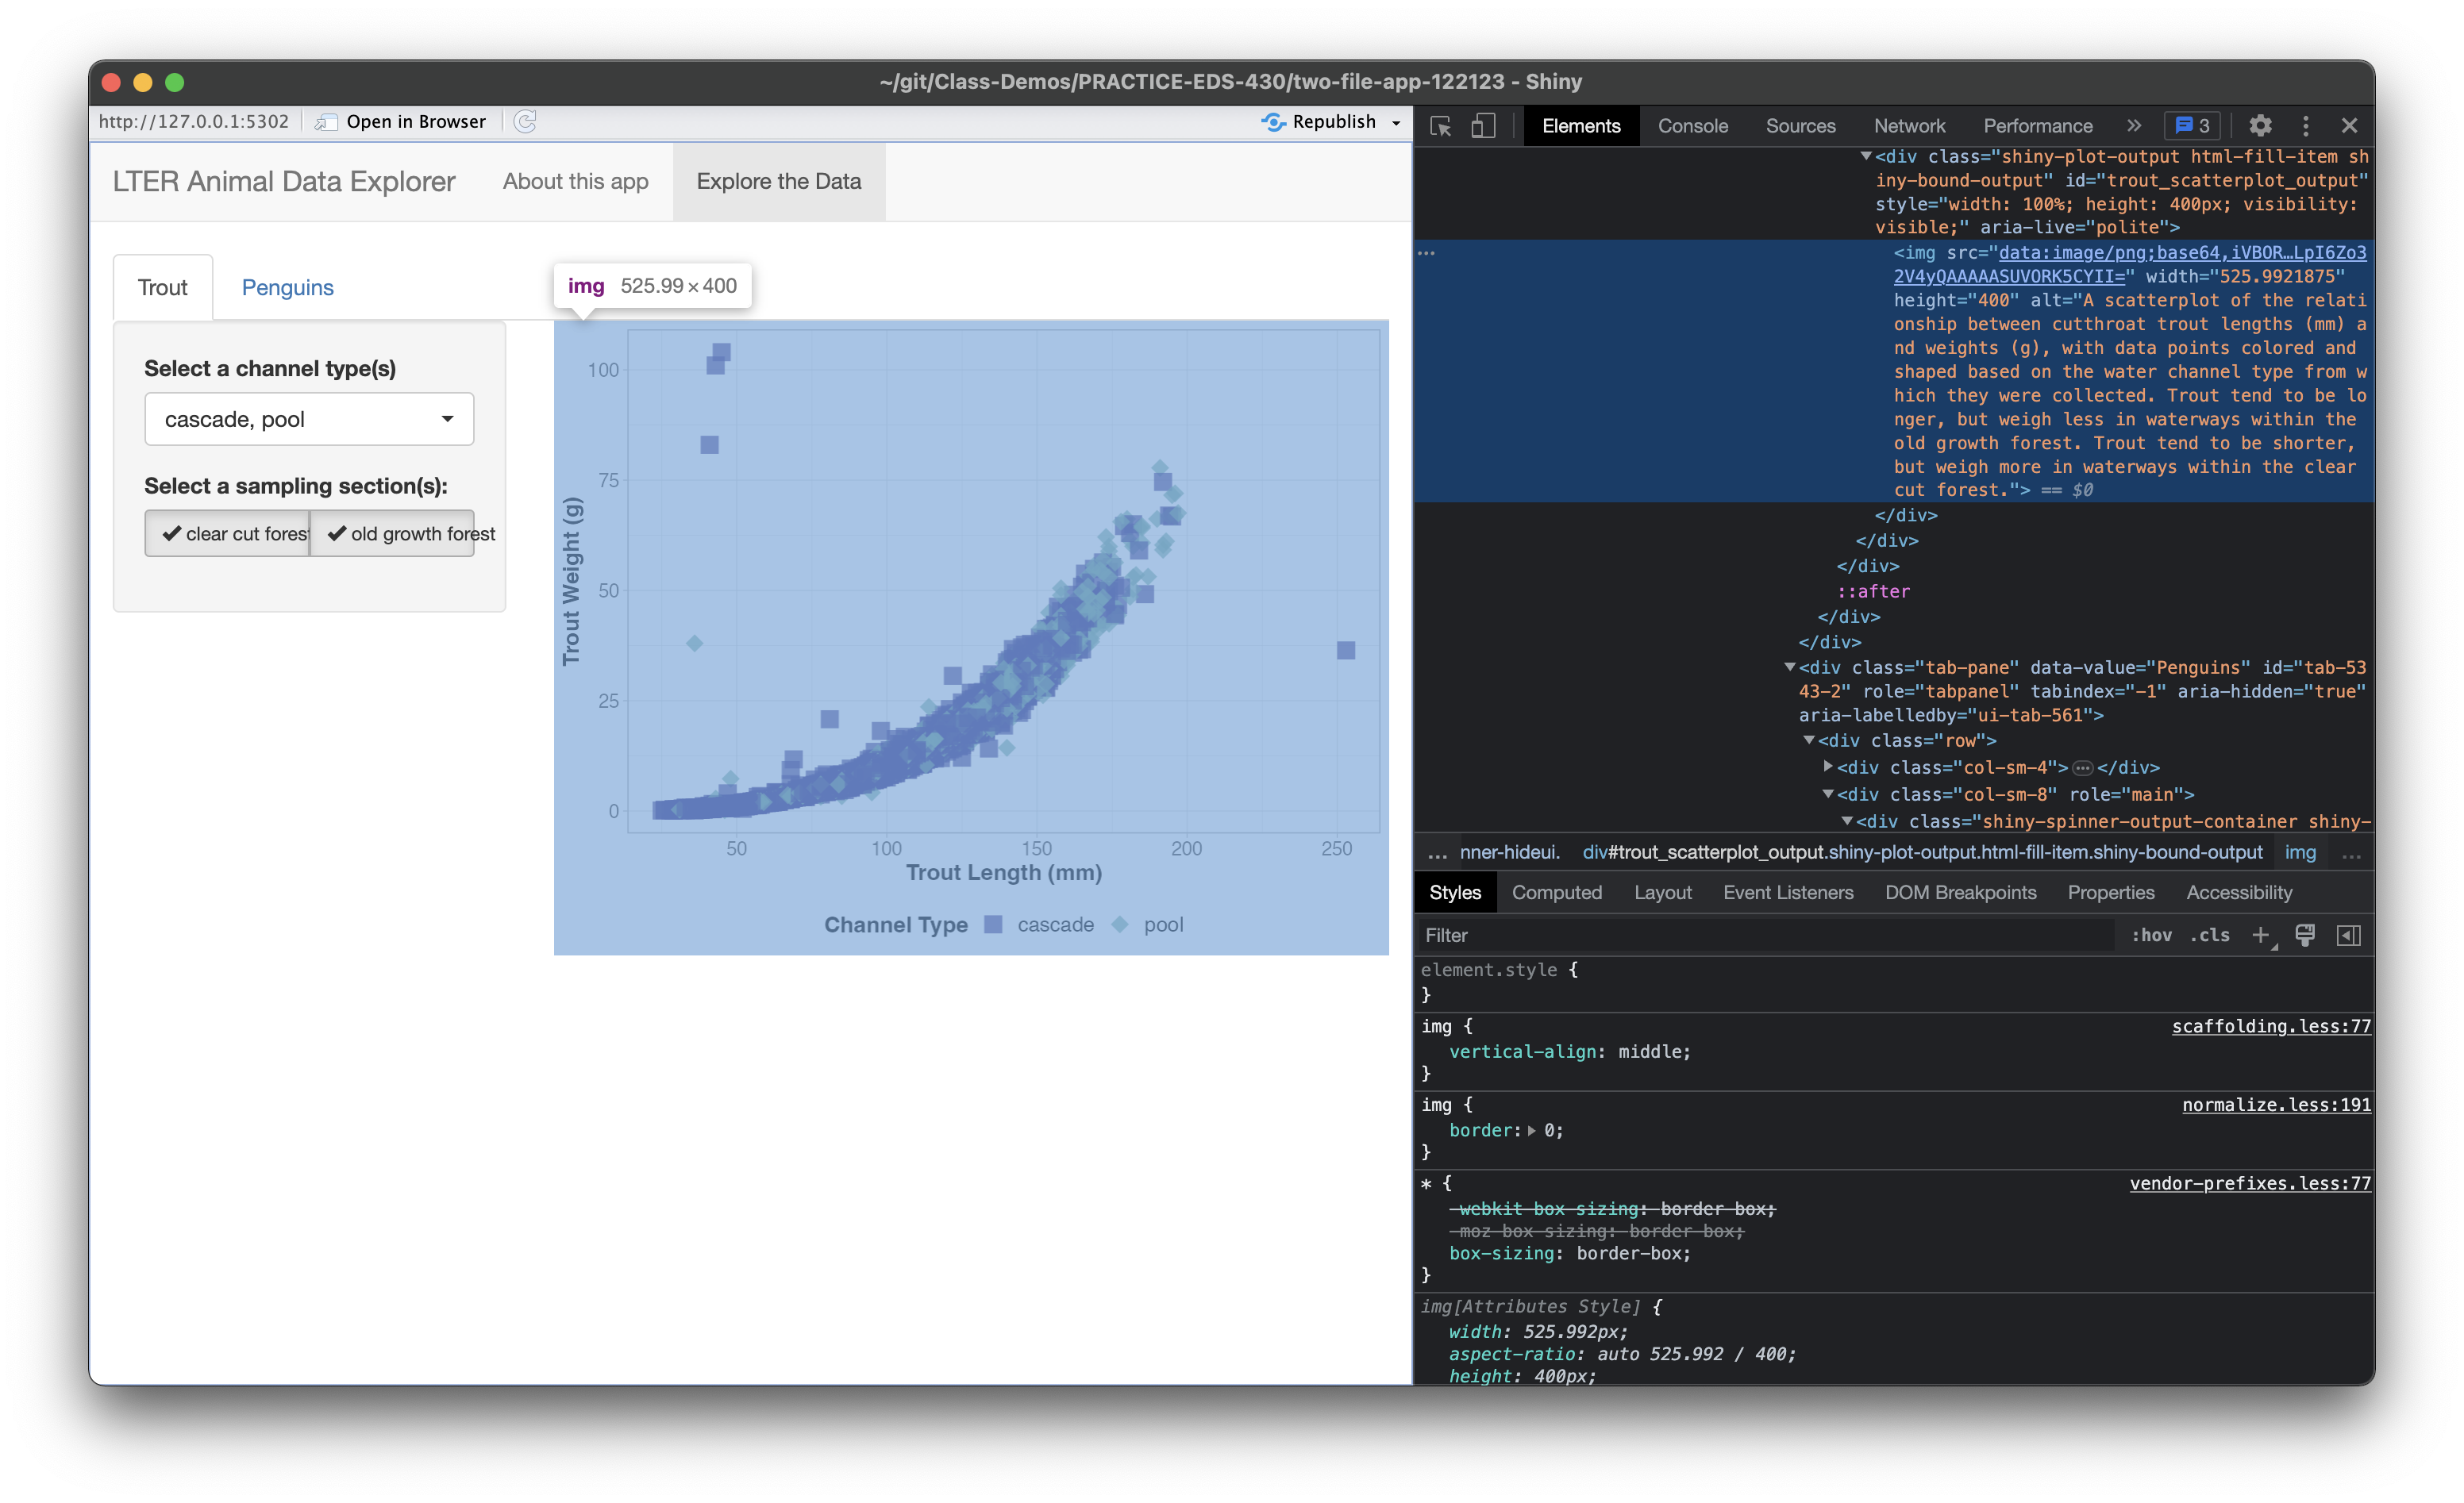 ~/git/Class-Demos/PRACTICE-EDS-430/two-file-app-122123 - Shiny
http://127.0.0.1:5302
Open in Browser
Republish
LTER Animal Data Explorer
About this app
Explore the Data
Trout
Penguins
img 525.99 × 400
Select a channel type(s)
cascade, pool
Select a sampling section(s):
clear cut fores
old growth forest
100
75
50
25
0
Trout Weight (g)
50
100
150
200
250
Trout Length (mm)
Channel Type
cascade
pool
Elements
Console
Sources
Network
Performance
3
<div class="shiny-plot-output html-fill-item sh
iny-bound-output" id="trout_scatterplot_output"
style="width: 100%; height: 400px; visibility:
visible;" aria-live="polite">
<img src="data:image/png;base64,iVBOR…LpI6Zo3
2V4yQAAAAASUVORK5CYII=" width="525.9921875"
height="400" alt="A scatterplot of the relati
onship between cutthroat trout lengths (mm) a
nd weights (g), with data points colored and
shaped based on the water channel type from w
hich they were collected. Trout tend to be lo
nger, but weigh less in waterways within the
old growth forest. Trout tend to be shorter,
but weigh more in waterways within the clear
cut forest."> == $0
</div>
</div>
</div>
::after
</div>
</div>
<div class="tab-pane" data-value="Penguins" id="tab-53
43-2" role="tabpanel" tabindex="-1" aria-hidden="true"
aria-labelledby="ui-tab-561">
<div class="row">
<div class="col-sm-4">…</div>
<div class="col-sm-8" role="main">
<div class="shiny-spinner-output-container shiny-
… nner-hideui. div#trout_scatterplot_output.shiny-plot-output.html-fill-item.shiny-bound-output img …
Styles
Computed
Layout
Event Listeners
DOM Breakpoints
Properties
Accessibility
Filter
:hov .cls
element.style {
}
img {
scaffolding.less:77
vertical-align: middle;
}
img {
normalize.less:191
border: 0;
}
* {
vendor-prefixes.less:77
-webkit-box-sizing: border-box;
-moz-box-sizing: border-box;
box-sizing: border-box;
}
img[Attributes Style] {
width: 525.992px;
aspect-ratio: auto 525.992 / 400;
height: 400px;